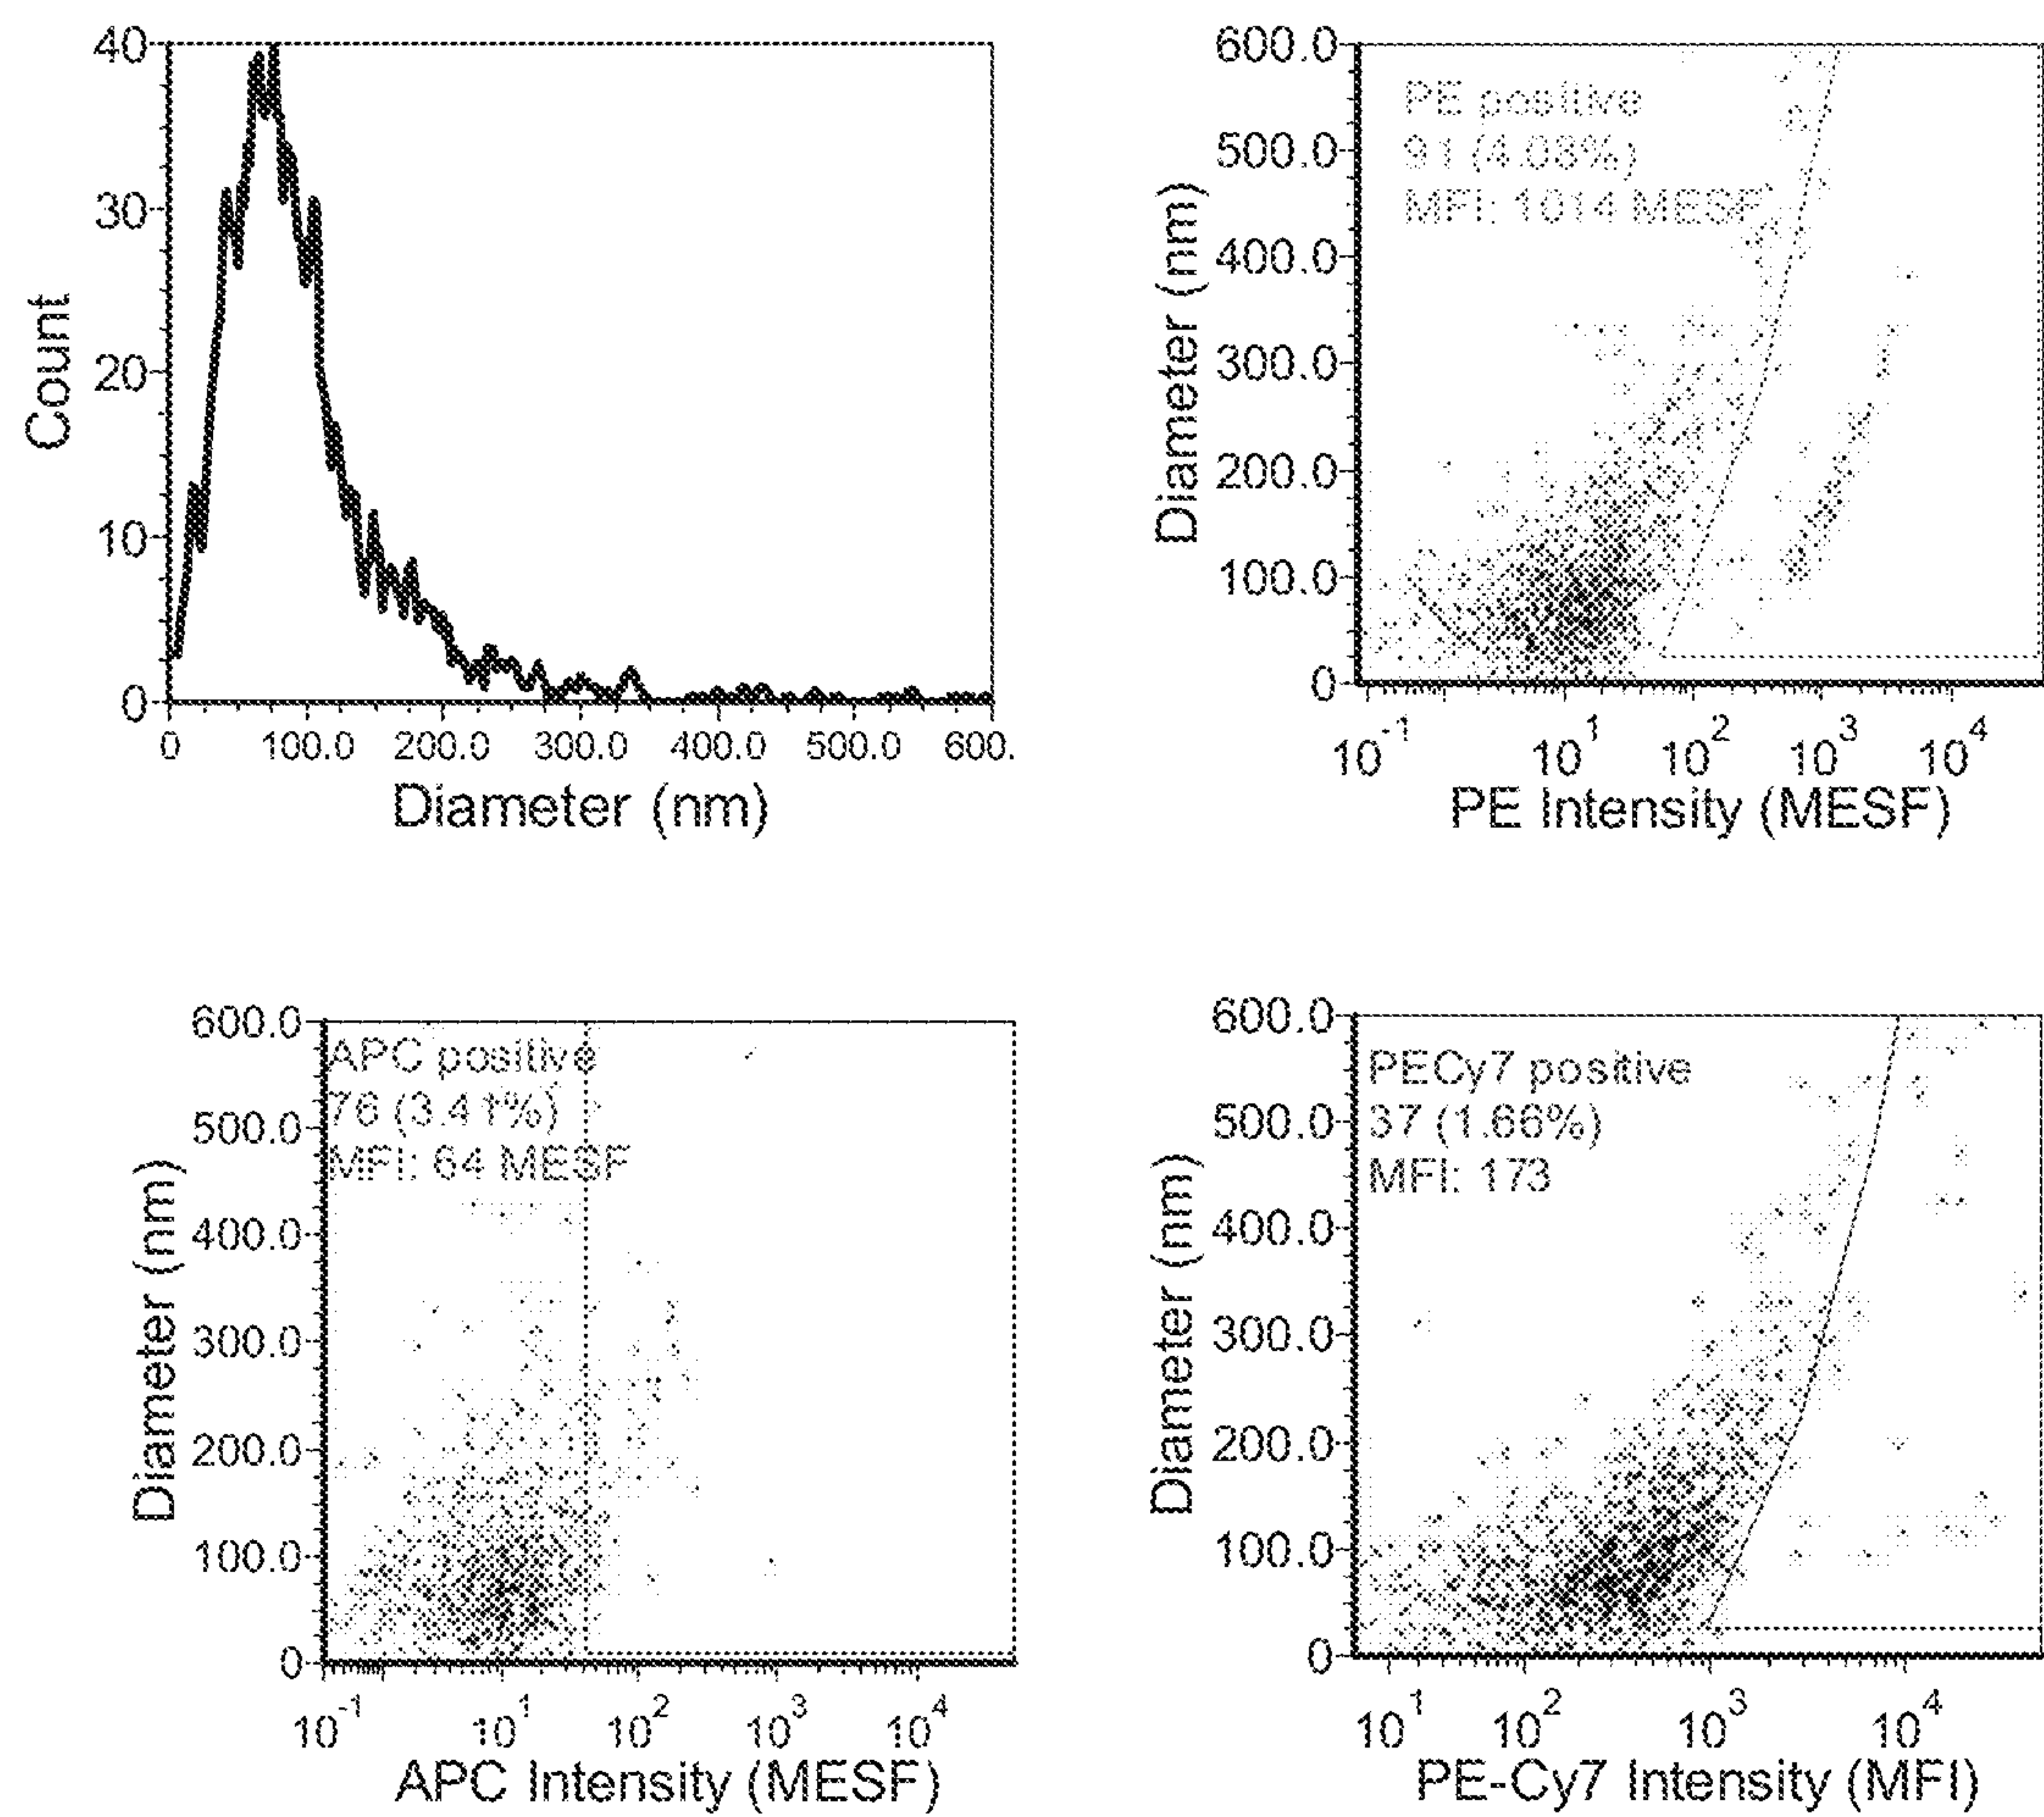 40
30
20
10
0
Count
0 100.0 200.0 300.0 400.0 500.0 600.
Diameter (nm)
600.0
500.0
400.0
300.0
200.0
100.0
0
Diameter (nm)
PE positive
91 (4.08%)
MFI: 1014 MESF
10-1 101 102 103 104
PE Intensity (MESF)
600.0
500.0
400.0
300.0
200.0
100.0
0
Diameter (nm)
APC positive
76 (3.41%)
MFI: 64 MESF
10-1 101 102 103 104
APC Intensity (MESF)
600.0
500.0
400.0
300.0
200.0
100.0
0
Diameter (nm)
PECy7 positive
37 (1.66%)
MFI: 173
101 102 103 104
PE-Cy7 Intensity (MFI)